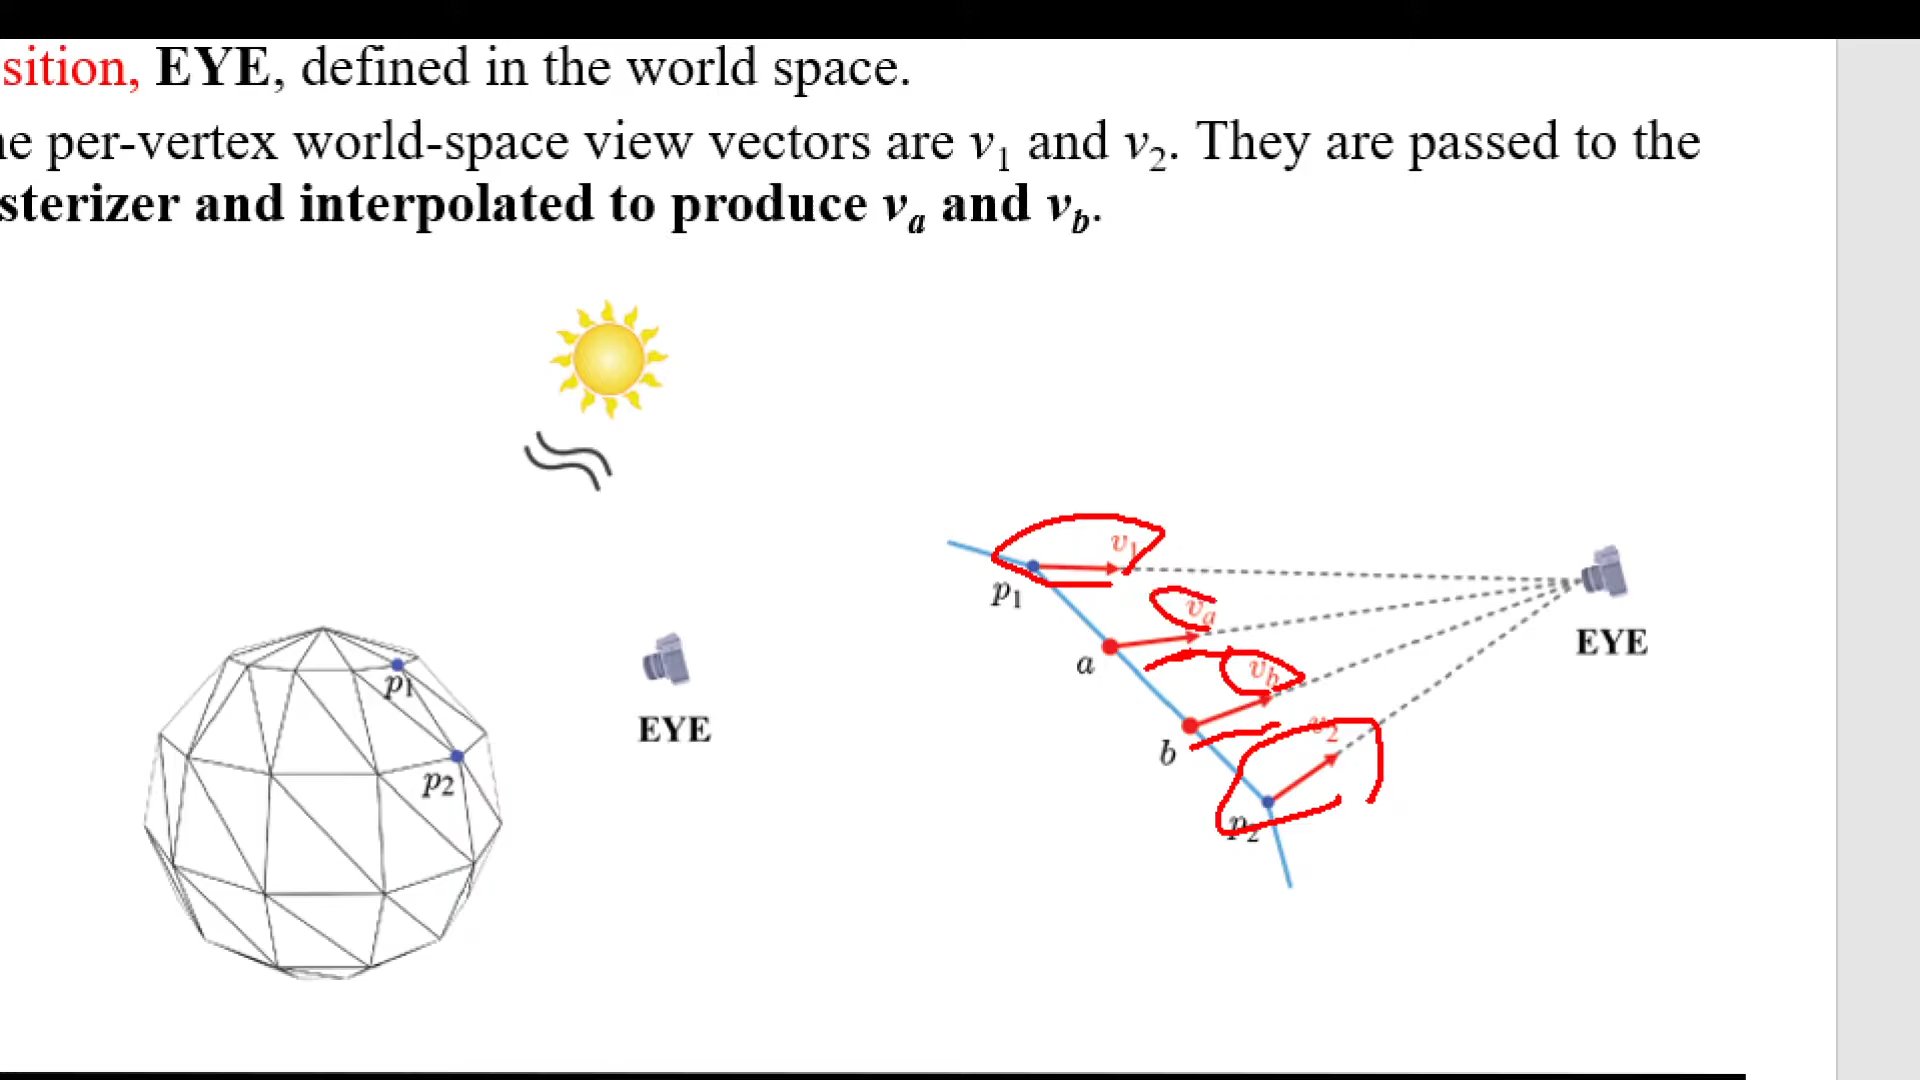 sition, EYE, defined in the world space.
e per-vertex world-space view vectors are v1 and v2. They are passed to the
sterizer and interpolated to produce va and vb.
v1
p1
va
EYE
a
vb
p1
EYE
v2
b
p2
p2